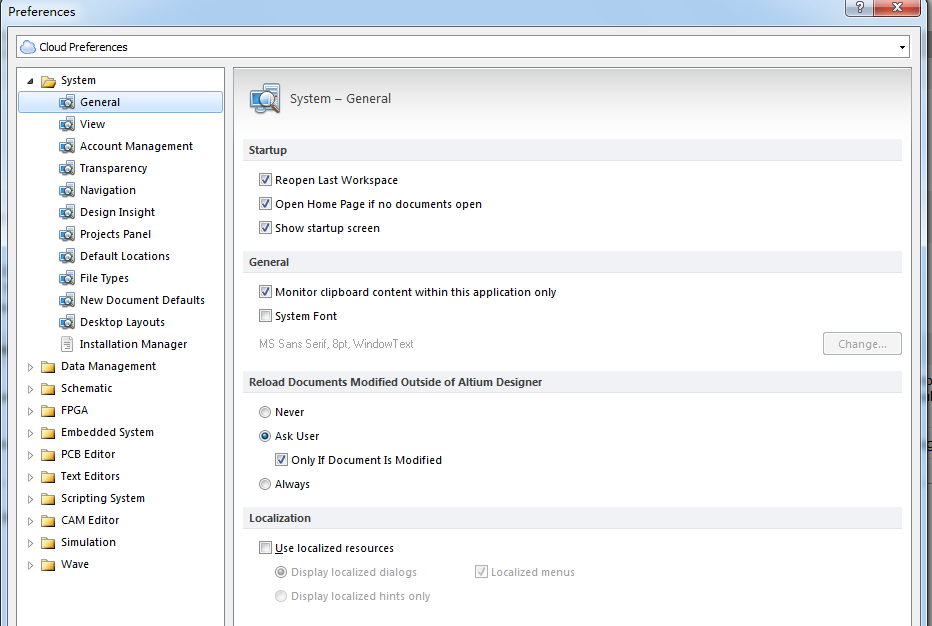 Preferences
Cloud Preferences
System
General
View
Account Management
Transparency
Navigation
Design Insight
Projects Panel
Default Locations
File Types
New Document Defaults
Desktop Layouts
Installation Manager
Data Management
Schematic
FPGA
Embedded System
PCB Editor
Text Editors
Scripting System
CAM Editor
Simulation
Wave
System – General
Startup
Reopen Last Workspace
Open Home Page if no documents open
Show startup screen
General
Monitor clipboard content within this application only
System Font
MS Sans Serif, 8pt, WindowText
Change...
Reload Documents Modified Outside of Altium Designer
Never
Ask User
Only If Document Is Modified
Always
Localization
Use localized resources
Display localized dialogs
Localized menus
Display localized hints only